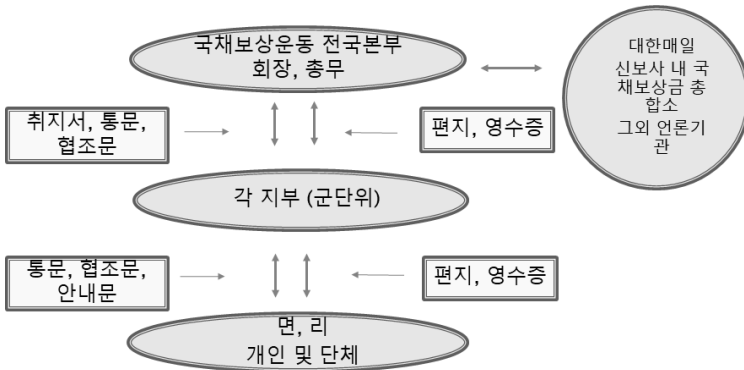 국채보상운동 전국본부
회장, 총무
대한매일
신보사 내 국
채보상금 총
합소
그외 언론기
관
취지서, 통문,
협조문
편지, 영수증
각 지부 (군단위)
통문, 협조문,
안내문
편지, 영수증
면, 리
개인 및 단체